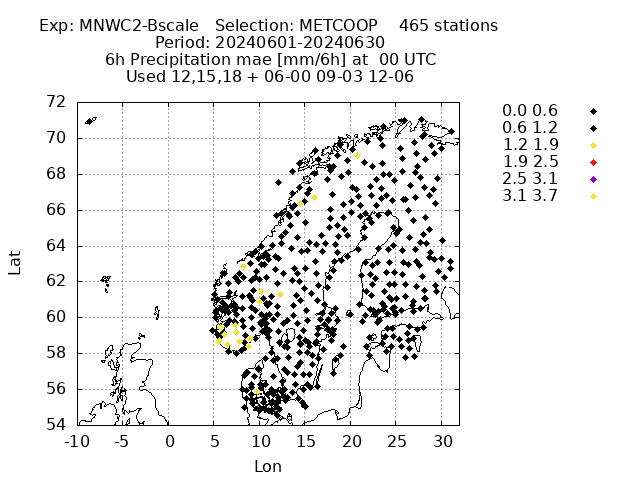 Exp: MNWC2-Bscale   Selection: METCOOP    465 stations
Period: 20240601-20240630
6h Precipitation mae [mm/6h] at  00 UTC
Used 12,15,18 + 06-00 09-03 12-06
72
70
68
66
64
62
60
58
56
54
Lat
-10 -5 0 5 10 15 20 25 30
Lon
0.0 0.6
0.6 1.2
1.2 1.9
1.9 2.5
2.5 3.1
3.1 3.7